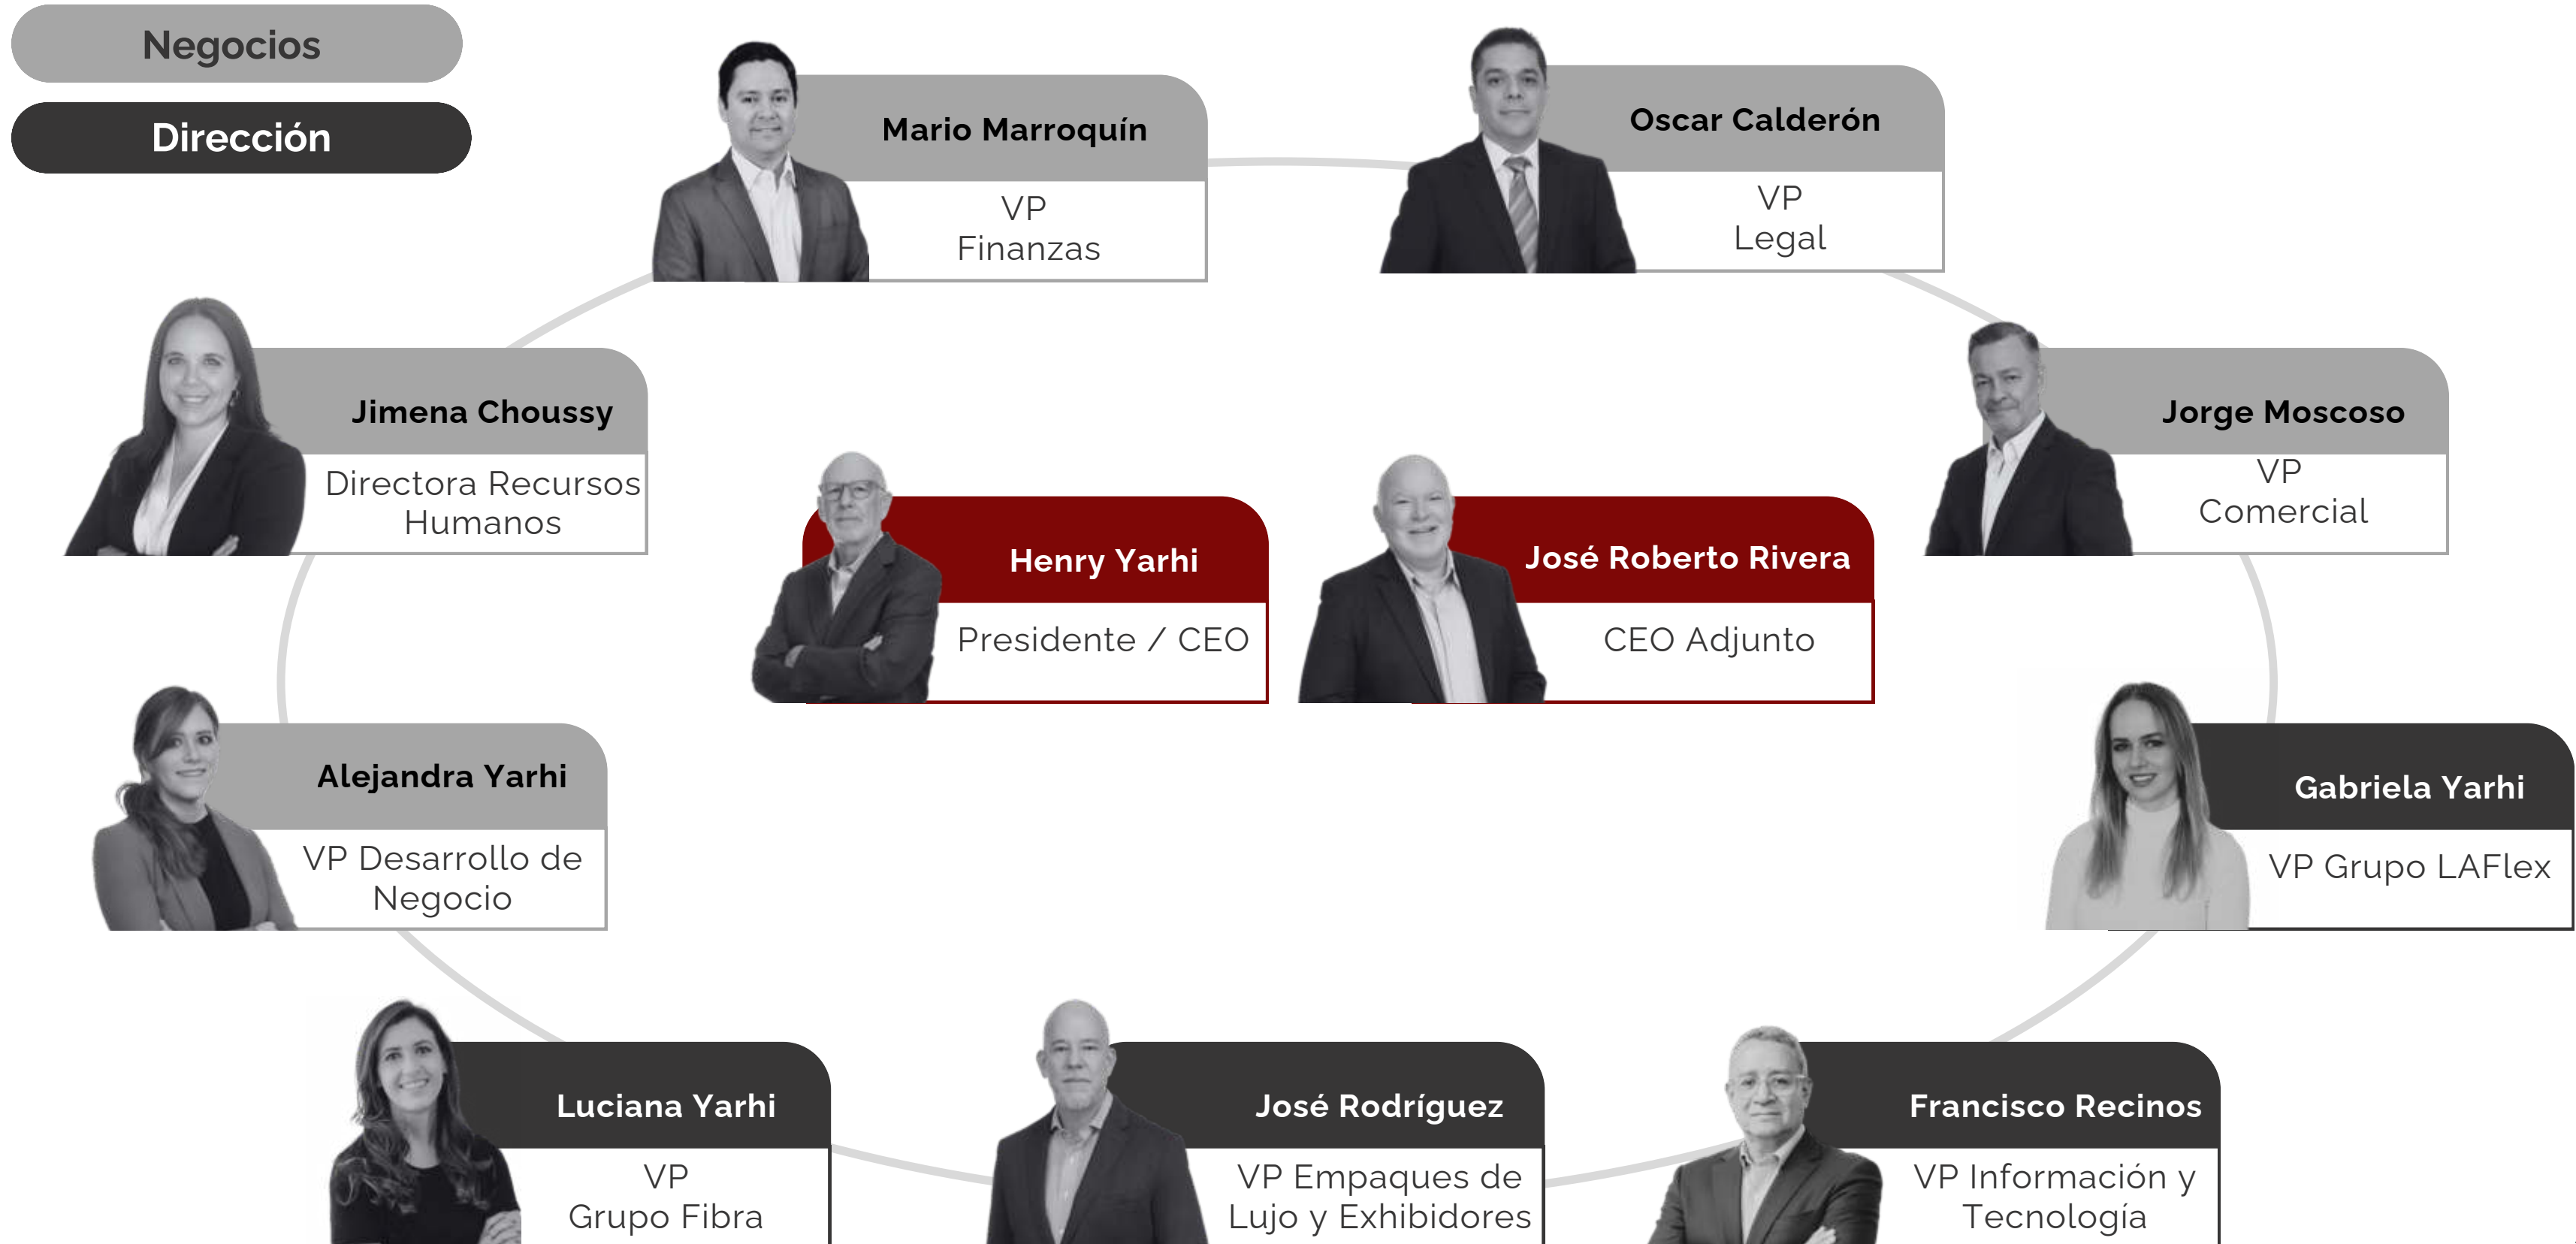 Negocios
Dirección
Mario Marroquín
VP
Finanzas
Oscar Calderón
VP
Legal
Jimena Choussy
Directora Recursos
Humanos
Jorge Moscoso
VP
Comercial
Henry Yarhi
Presidente / CEO
José Roberto Rivera
CEO Adjunto
Alejandra Yarhi
VP Desarrollo de
Negocio
Gabriela Yarhi
VP Grupo LAFlex
Luciana Yarhi
VP
Grupo Fibra
José Rodríguez
VP Empaques de
Lujo y Exhibidores
Francisco Recinos
VP Información y
Tecnología